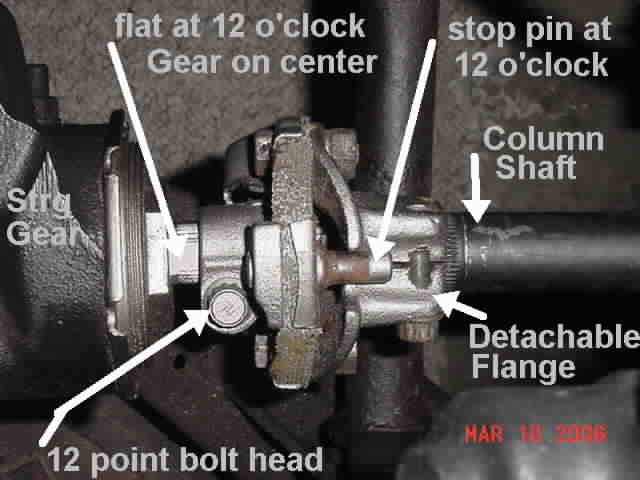 flat at 12 o'clock
Gear on center
stop pin at
12 o'clock
Column
Shaft
Strg
Gear
Detachable
Flange
12 point bolt head
MAR 10 2006